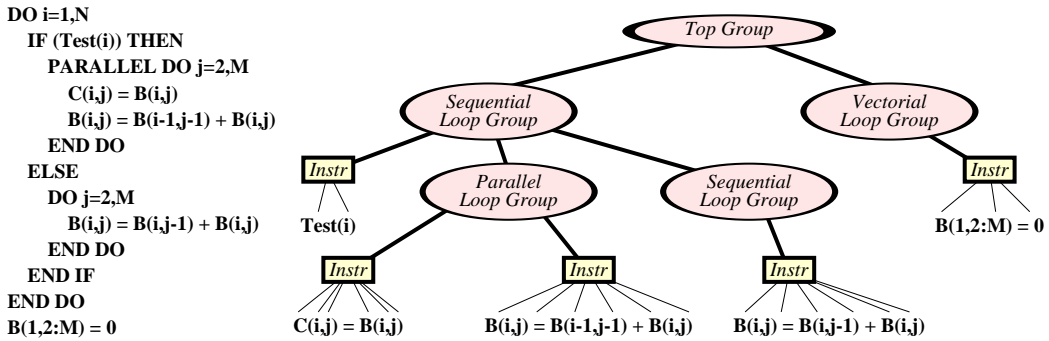 DO i=1,N
IF (Test(i)) THEN
PARALLEL DO j=2,M
C(i,j) = B(i,j)
B(i,j) = B(i-1,j-1) + B(i,j)
END DO
ELSE
DO j=2,M
B(i,j) = B(i,j-1) + B(i,j)
END DO
END IF
END DO
B(1,2:M) = 0
Top Group
Sequential
Loop Group
Vectorial
Loop Group
Instr
Parallel
Loop Group
Sequential
Loop Group
Instr
Test(i)
B(1,2:M) = 0
Instr
Instr
Instr
C(i,j) = B(i,j)
B(i,j) = B(i-1,j-1) + B(i,j)
B(i,j) = B(i,j-1) + B(i,j)